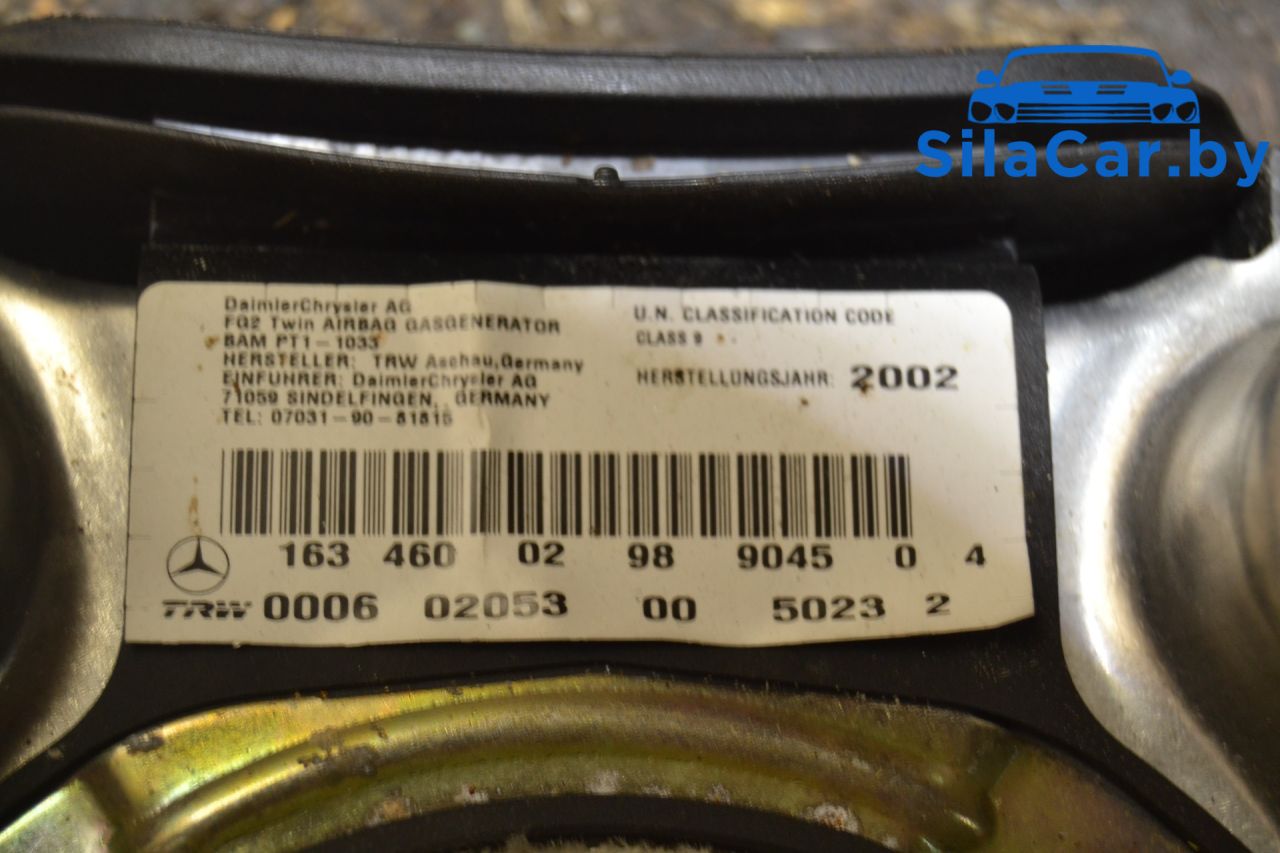 SilaCar.by
DaimlerChrysler AG
FG2 Twin AIRBAG GASGENERATOR
BAM PT1-1033
HERSTELLER: TRW Aschau,Germany
EINFUHRER: DaimlerChrysler AG
71059 SINDELFINGEN, GERMANY
TEL: 07031-90-81815
U.N. CLASSIFICATION CODE
CLASS 9
HERSTELLUNGSJAHR: 2002
163 460 02 98 9045 0 4
TRW 0006 02053 00 5023 2